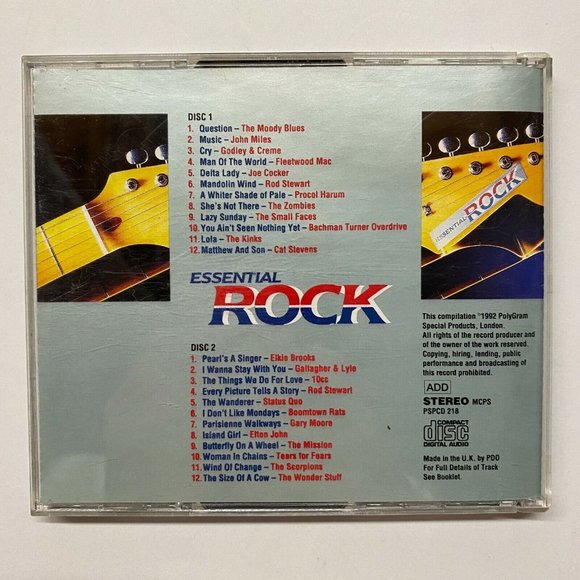 DISC 1
1. Question – The Moody Blues
2. Music – John Miles
3. Cry – Godley & Creme
4. Man Of The World – Fleetwood Mac
5. Delta Lady – Joe Cocker
6. Mandolin Wind – Rod Stewart
7. A Whiter Shade of Pale – Procol Harum
8. She's Not There – The Zombies
9. Lazy Sunday – The Small Faces
10. You Ain't Seen Nothing Yet – Bachman Turner Overdrive
11. Lola – The Kinks
12. Matthew And Son – Cat Stevens
ESSENTIAL
ROCK
DISC 2
1. Pearl's A Singer – Elkie Brooks
2. I Wanna Stay With You – Gallagher & Lyle
3. The Things We Do For Love – 10cc
4. Every Picture Tells A Story – Rod Stewart
5. The Wanderer – Status Quo
6. I Don't Like Mondays – Boomtown Rats
7. Parisienne Walkways – Gary Moore
8. Island Girl – Elton John
9. Butterfly On A Wheel – The Mission
10. Woman In Chains – Tears for Fears
11. Wind Of Change – The Scorpions
12. The Size Of A Cow – The Wonder Stuff
ESSENTIAL ROCK
This compilation ℗1992 PolyGram
Special Products, London.
All rights of the record producer and
of the owner of the work reserved.
Copying, hiring, lending, public
performance and broadcasting of
this record prohibited.
ADD
STEREO MCPS
PSPCD 218
COMPACT
disc
DIGITAL AUDIO
Made in the U.K. by PDO
For Full Details of Track
See Booklet.